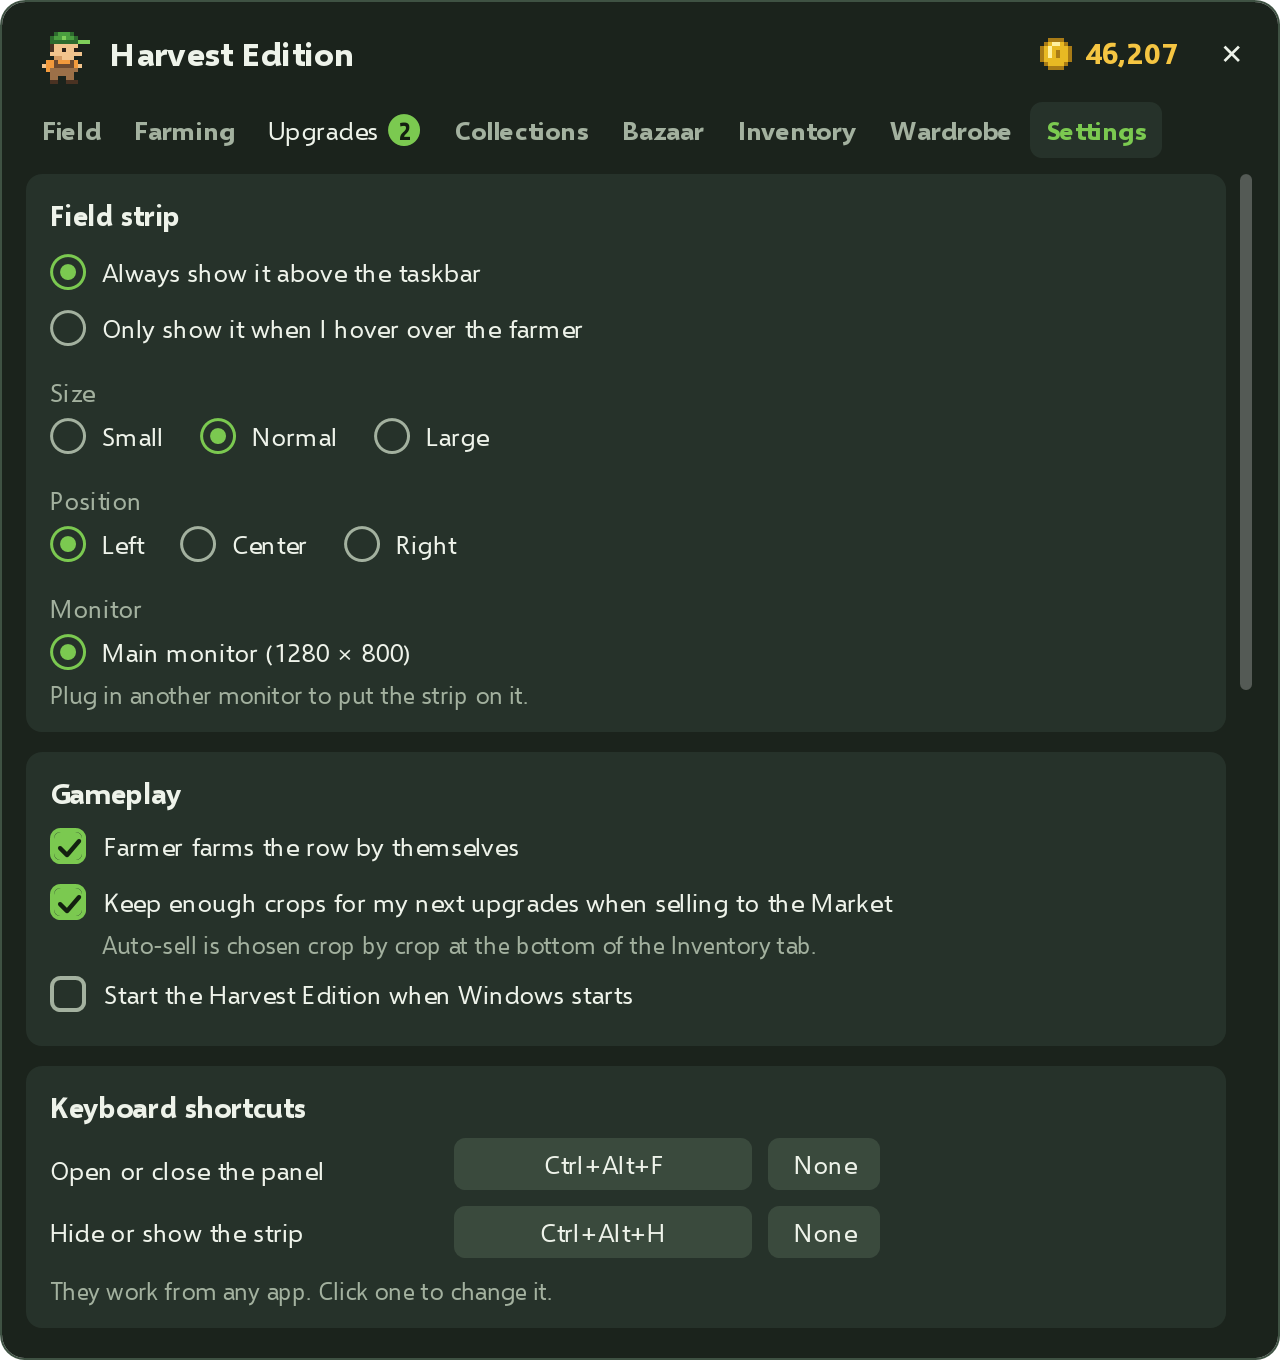 Harvest Edition
46,207
Field Farming Upgrades 2 Collections Bazaar Inventory Wardrobe Settings
Field strip
Always show it above the taskbar
Only show it when I hover over the farmer
Size
Small Normal Large
Position
Left Center Right
Monitor
Main monitor (1280 × 800)
Plug in another monitor to put the strip on it.
Gameplay
Farmer farms the row by themselves
Keep enough crops for my next upgrades when selling to the Market
Auto-sell is chosen crop by crop at the bottom of the Inventory tab.
Start the Harvest Edition when Windows starts
Keyboard shortcuts
Open or close the panel Ctrl+Alt+F None
Hide or show the strip Ctrl+Alt+H None
They work from any app. Click one to change it.